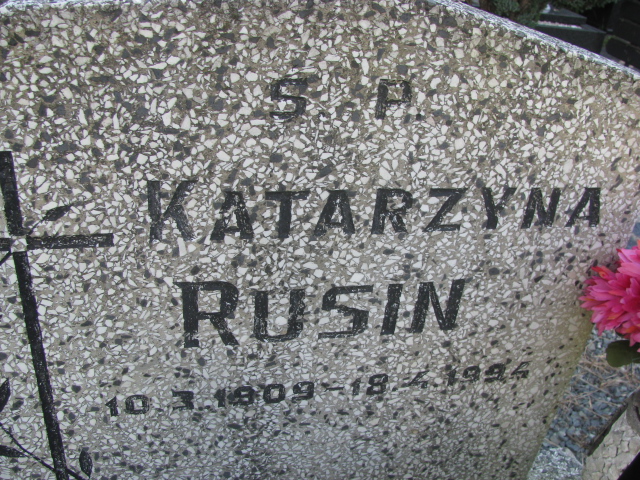 S. P.
KATARZYNA
RUSIN
10.3.1909-18.4.1994